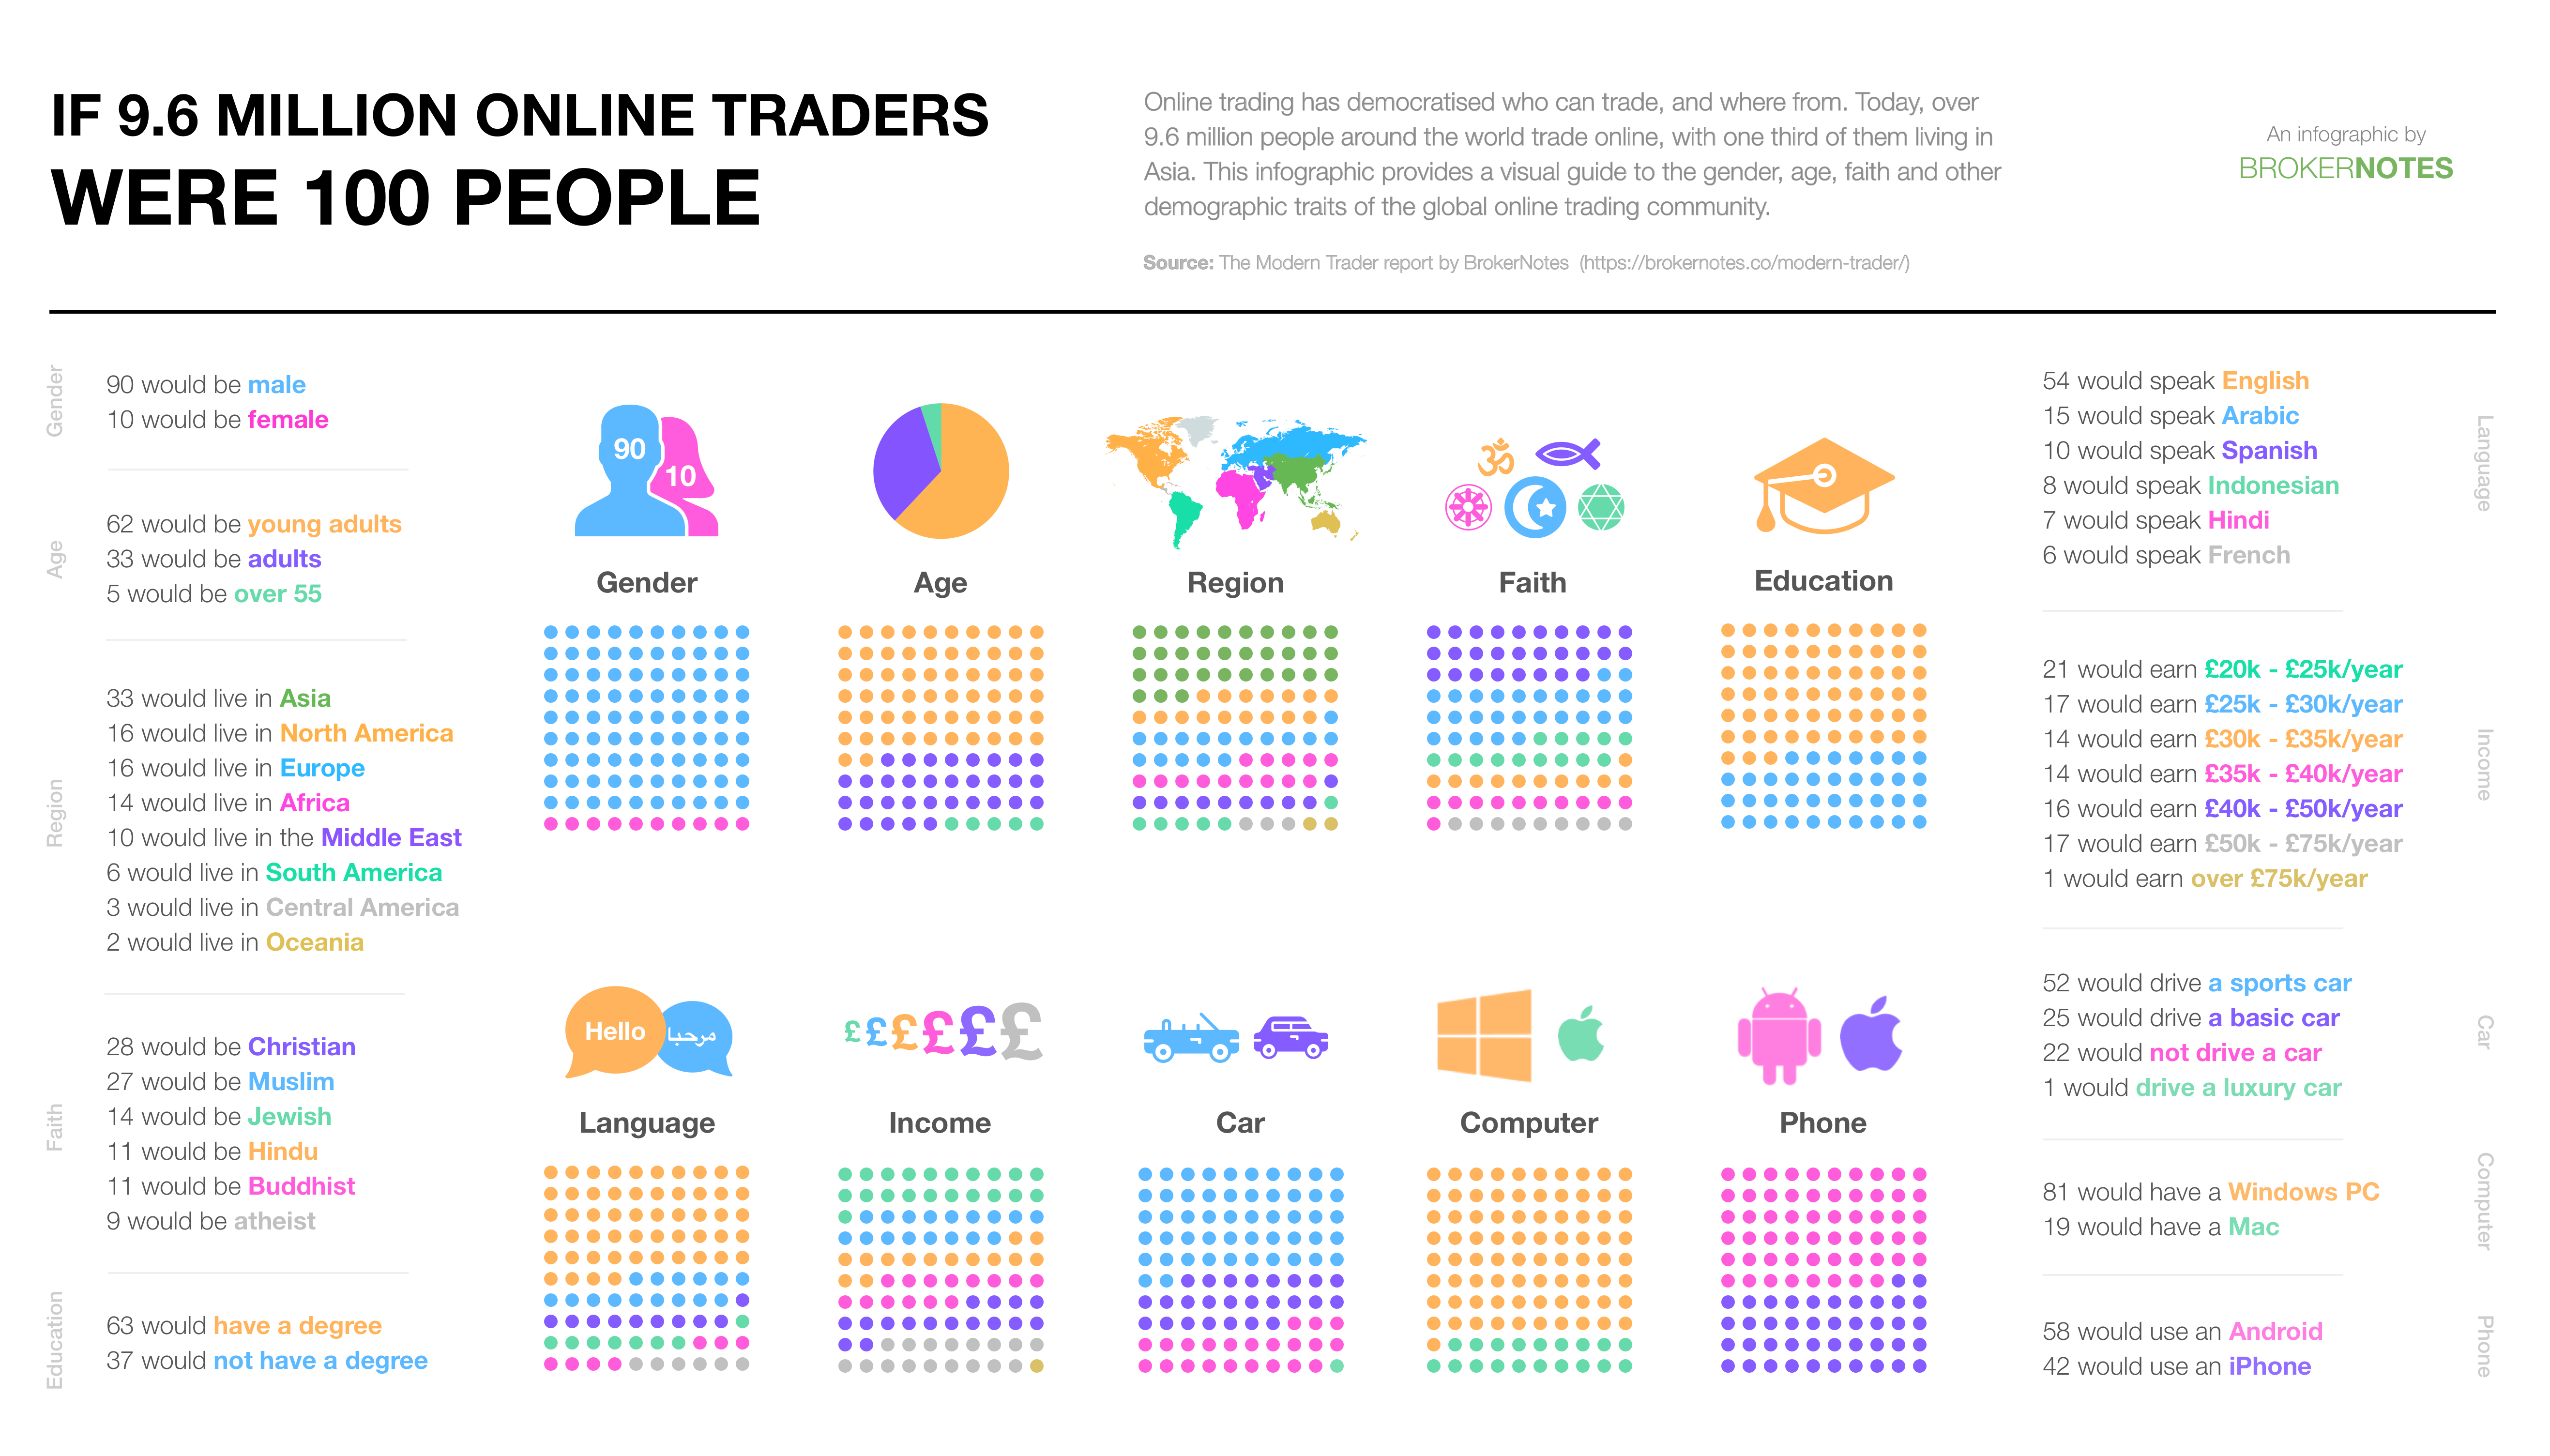 IF 9.6 MILLION ONLINE TRADERS
WERE 100 PEOPLE
Online trading has democratised who can trade, and where from. Today, over
9.6 million people around the world trade online, with one third of them living in
Asia. This infographic provides a visual guide to the gender, age, faith and other
demographic traits of the global online trading community.
Source: The Modern Trader report by BrokerNotes (https://brokernotes.co/modern-trader/)
An infographic by
BROKERNOTES
Gender
90 would be male
10 would be female
Age
62 would be young adults
33 would be adults
5 would be over 55
Region
33 would live in Asia
16 would live in North America
16 would live in Europe
14 would live in Africa
10 would live in the Middle East
6 would live in South America
3 would live in Central America
2 would live in Oceania
Faith
28 would be Christian
27 would be Muslim
14 would be Jewish
11 would be Hindu
11 would be Buddhist
9 would be atheist
Education
63 would have a degree
37 would not have a degree
90
10
Gender
Age
Region
ॐ
Faith
Education
Hello
مرحبا
Language
£ £ £ £ £ £
Income
Car
Computer
Phone
54 would speak English
15 would speak Arabic
10 would speak Spanish
8 would speak Indonesian
7 would speak Hindi
6 would speak French
Language
21 would earn £20k - £25k/year
17 would earn £25k - £30k/year
14 would earn £30k - £35k/year
14 would earn £35k - £40k/year
16 would earn £40k - £50k/year
17 would earn £50k - £75k/year
1 would earn over £75k/year
Income
52 would drive a sports car
25 would drive a basic car
22 would not drive a car
1 would drive a luxury car
Car
81 would have a Windows PC
19 would have a Mac
Computer
58 would use an Android
42 would use an iPhone
Phone